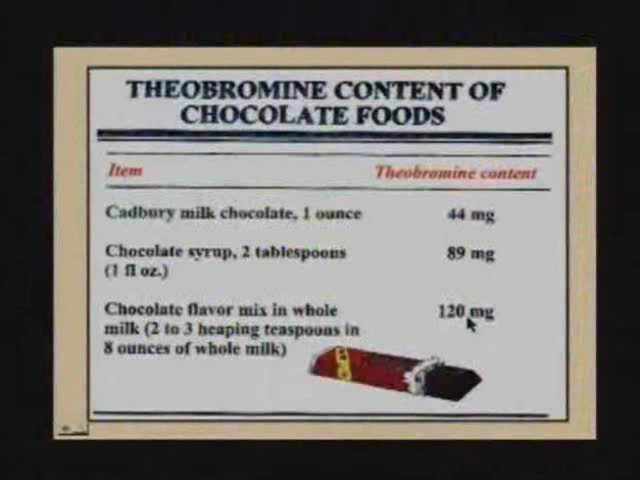 THEOBROMINE CONTENT OF
CHOCOLATE FOODS
Item Theobromine content
Cadbury milk chocolate, 1 ounce 44 mg
Chocolate syrup, 2 tablespoons 89 mg
(1 fl oz.)
Chocolate flavor mix in whole 120 mg
milk (2 to 3 heaping teaspoons in
8 ounces of whole milk)